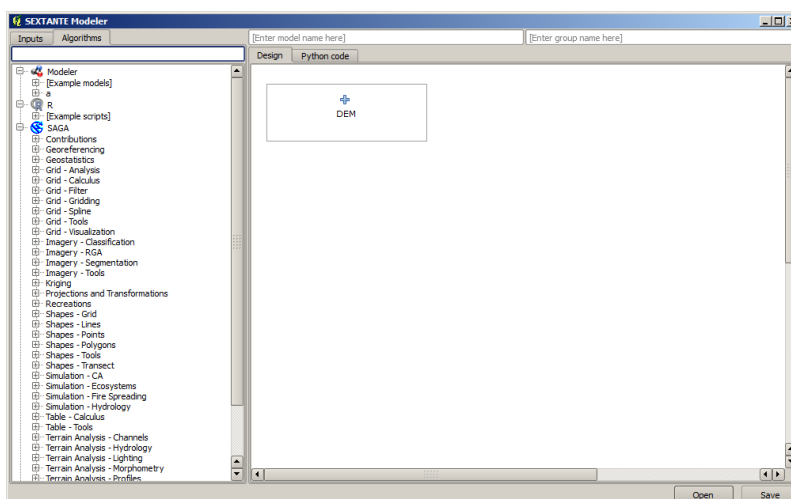 SEXTANTE Modeler
Inputs
Algorithms
[Enter model name here]
[Enter group name here]
Design
Python code
Modeler
[Example models]
a
R
[Example scripts]
SAGA
Contributions
Georeferencing
Geostatistics
Grid - Analysis
Grid - Calculus
Grid - Filter
Grid - Gridding
Grid - Spline
Grid - Tools
Grid - Visualization
Imagery - Classification
Imagery - RGA
Imagery - Segmentation
Imagery - Tools
Kriging
Projections and Transformations
Recreations
Shapes - Grid
Shapes - Lines
Shapes - Points
Shapes - Polygons
Shapes - Tools
Shapes - Transect
Simulation - CA
Simulation - Ecosystems
Simulation - Fire Spreading
Simulation - Hydrology
Table - Calculus
Table - Tools
Terrain Analysis - Channels
Terrain Analysis - Hydrology
Terrain Analysis - Lighting
Terrain Analysis - Morphometry
Terrain Analysis - Profiles
DEM
Open
Save